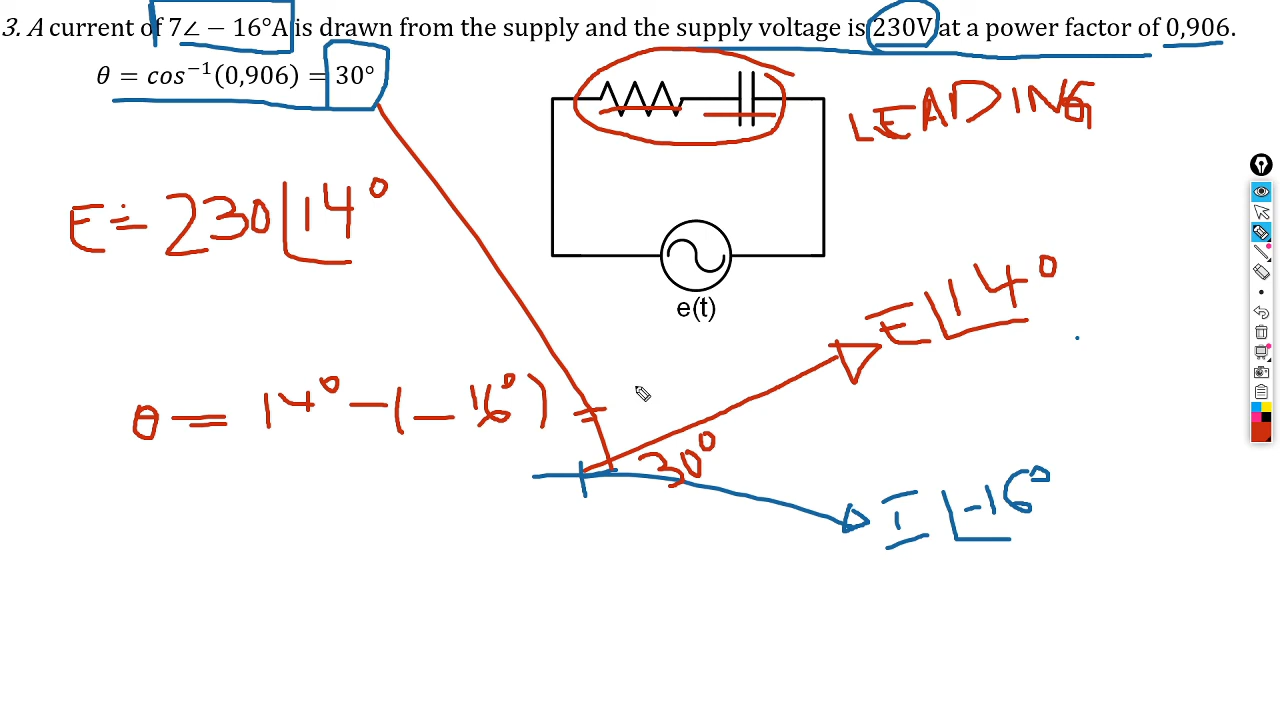 3. A current of 7∠ − 16°A is drawn from the supply and the supply voltage is 230V at a power factor of 0,906.
θ = cos⁻¹(0,906) = 30°
LEADING
E = 230∠14°
e(t)
E∠14°
θ = 14° − (− 16°) =
30°
I∠-16°